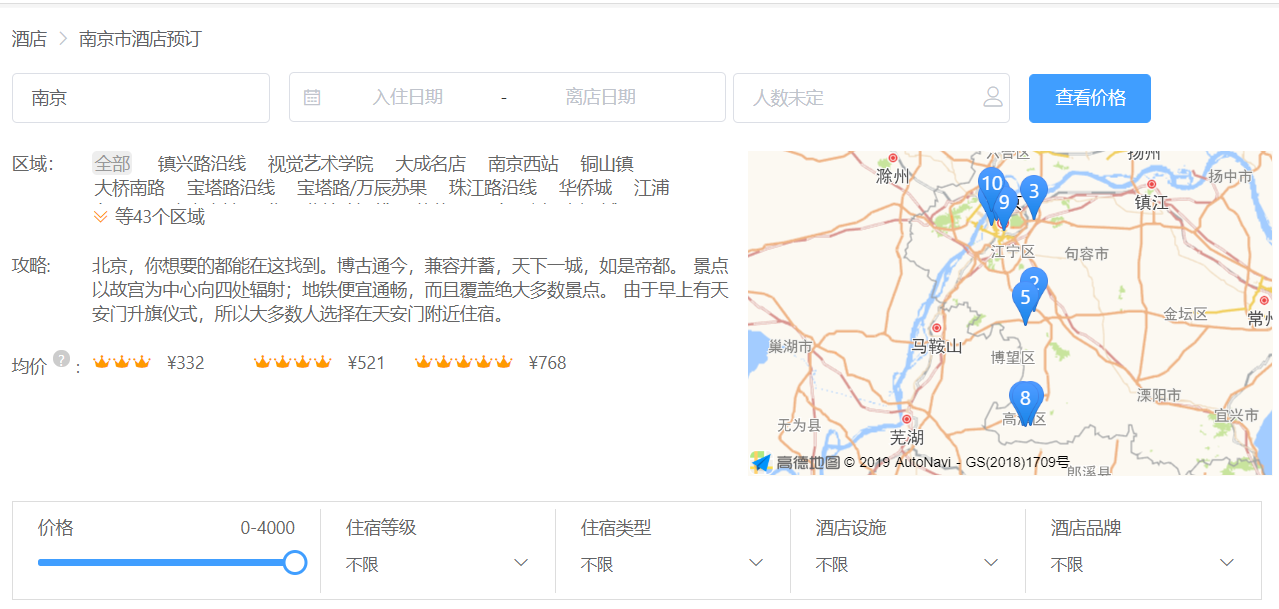 酒店 > 南京市酒店预订
南京
入住日期 - 离店日期
人数未定
查看价格
区域： 全部 镇兴路沿线 视觉艺术学院 大成名店 南京西站 铜山镇
大桥南路 宝塔路沿线 宝塔路/万辰苏果 珠江路沿线 华侨城 江浦
等43个区域
攻略: 北京，你想要的都能在这找到。博古通今，兼容并蓄，天下一城，如是帝都。 景点
以故宫为中心向四处辐射；地铁便宜通畅，而且覆盖绝大多数景点。 由于早上有天
安门升旗仪式，所以大多数人选择在天安门附近住宿。
均价 ? : ¥332 ¥521 ¥768
六合区
扬州
滁州
扬中市
10
3
9
镇江
京
江宁区
句容市
2
5
金坛区
常州
马鞍山
巢湖市
博望区
8
溧阳市
高淳区
宜兴市
无为县
芜湖
高德地图 © 2019 AutoNavi - GS(2018)1709号
郎溪县
价格 0-4000
住宿等级
不限
住宿类型
不限
酒店设施
不限
酒店品牌
不限